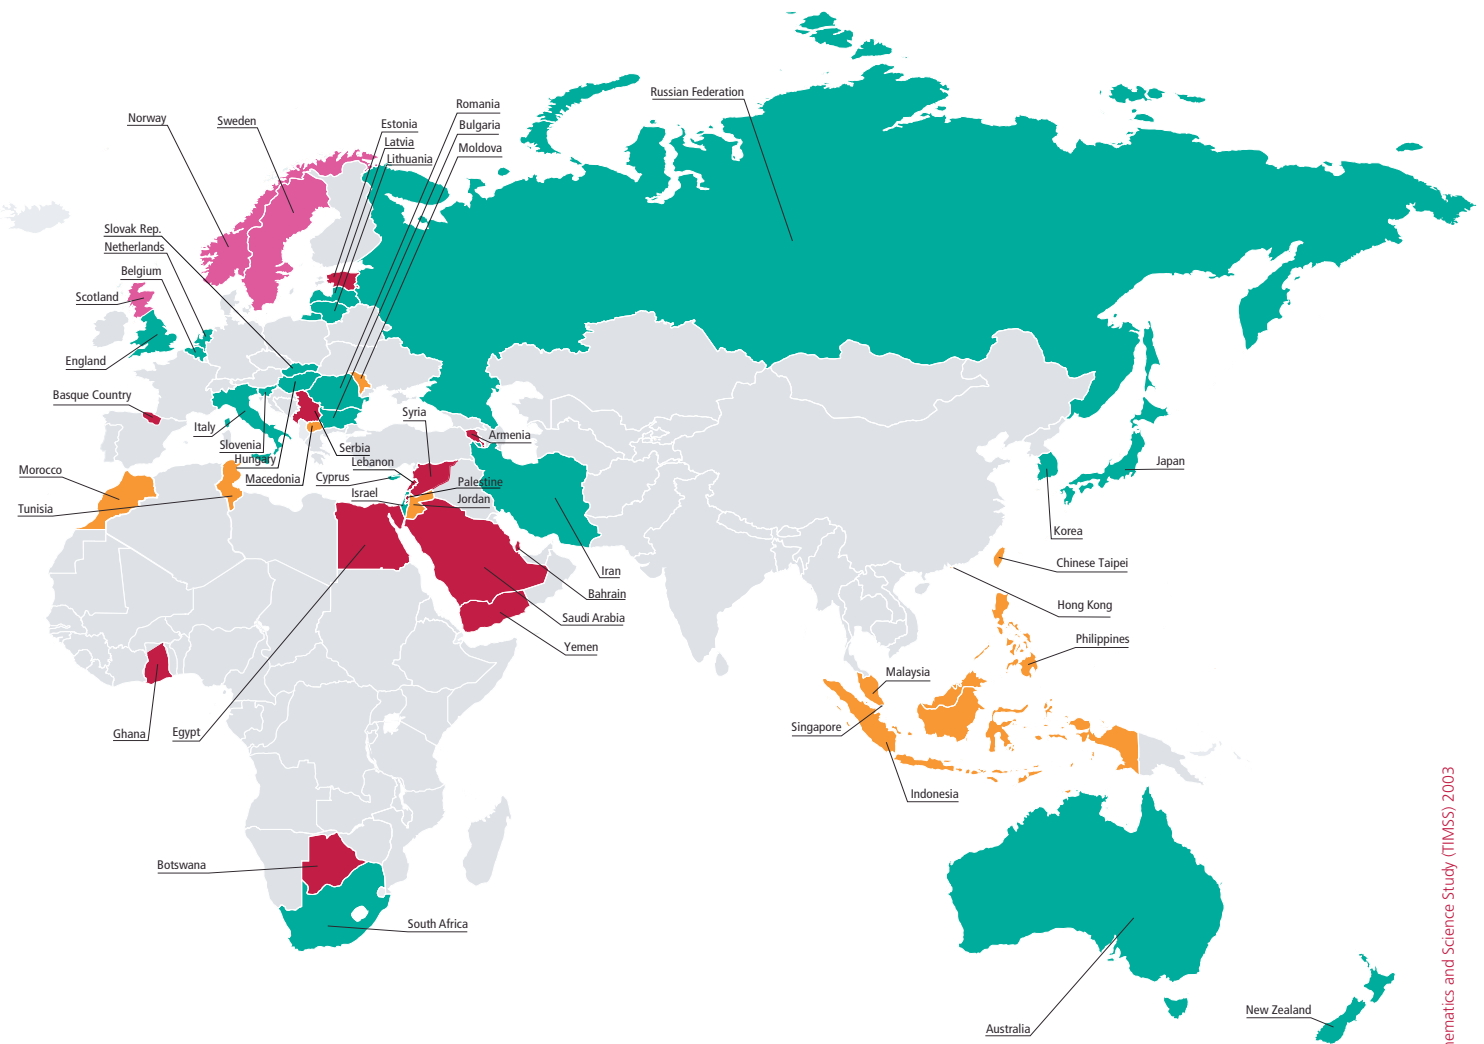 Russian Federation
Romania
Bulgaria
Moldova
Estonia
Latvia
Lithuania
Norway
Sweden
Slovak Rep.
Netherlands
Belgium
Scotland
England
Basque Country
Italy
Slovenia
Hungary
Macedonia
Serbia
Syria
Lebanon
Cyprus
Israel
Palestine
Jordan
Armenia
Morocco
Tunisia
Japan
Korea
Chinese Taipei
Hong Kong
Philippines
Iran
Bahrain
Saudi Arabia
Yemen
Malaysia
Singapore
Indonesia
Ghana
Egypt
Botswana
South Africa
Australia
New Zealand
ematics and Science Study (TIMSS) 2003